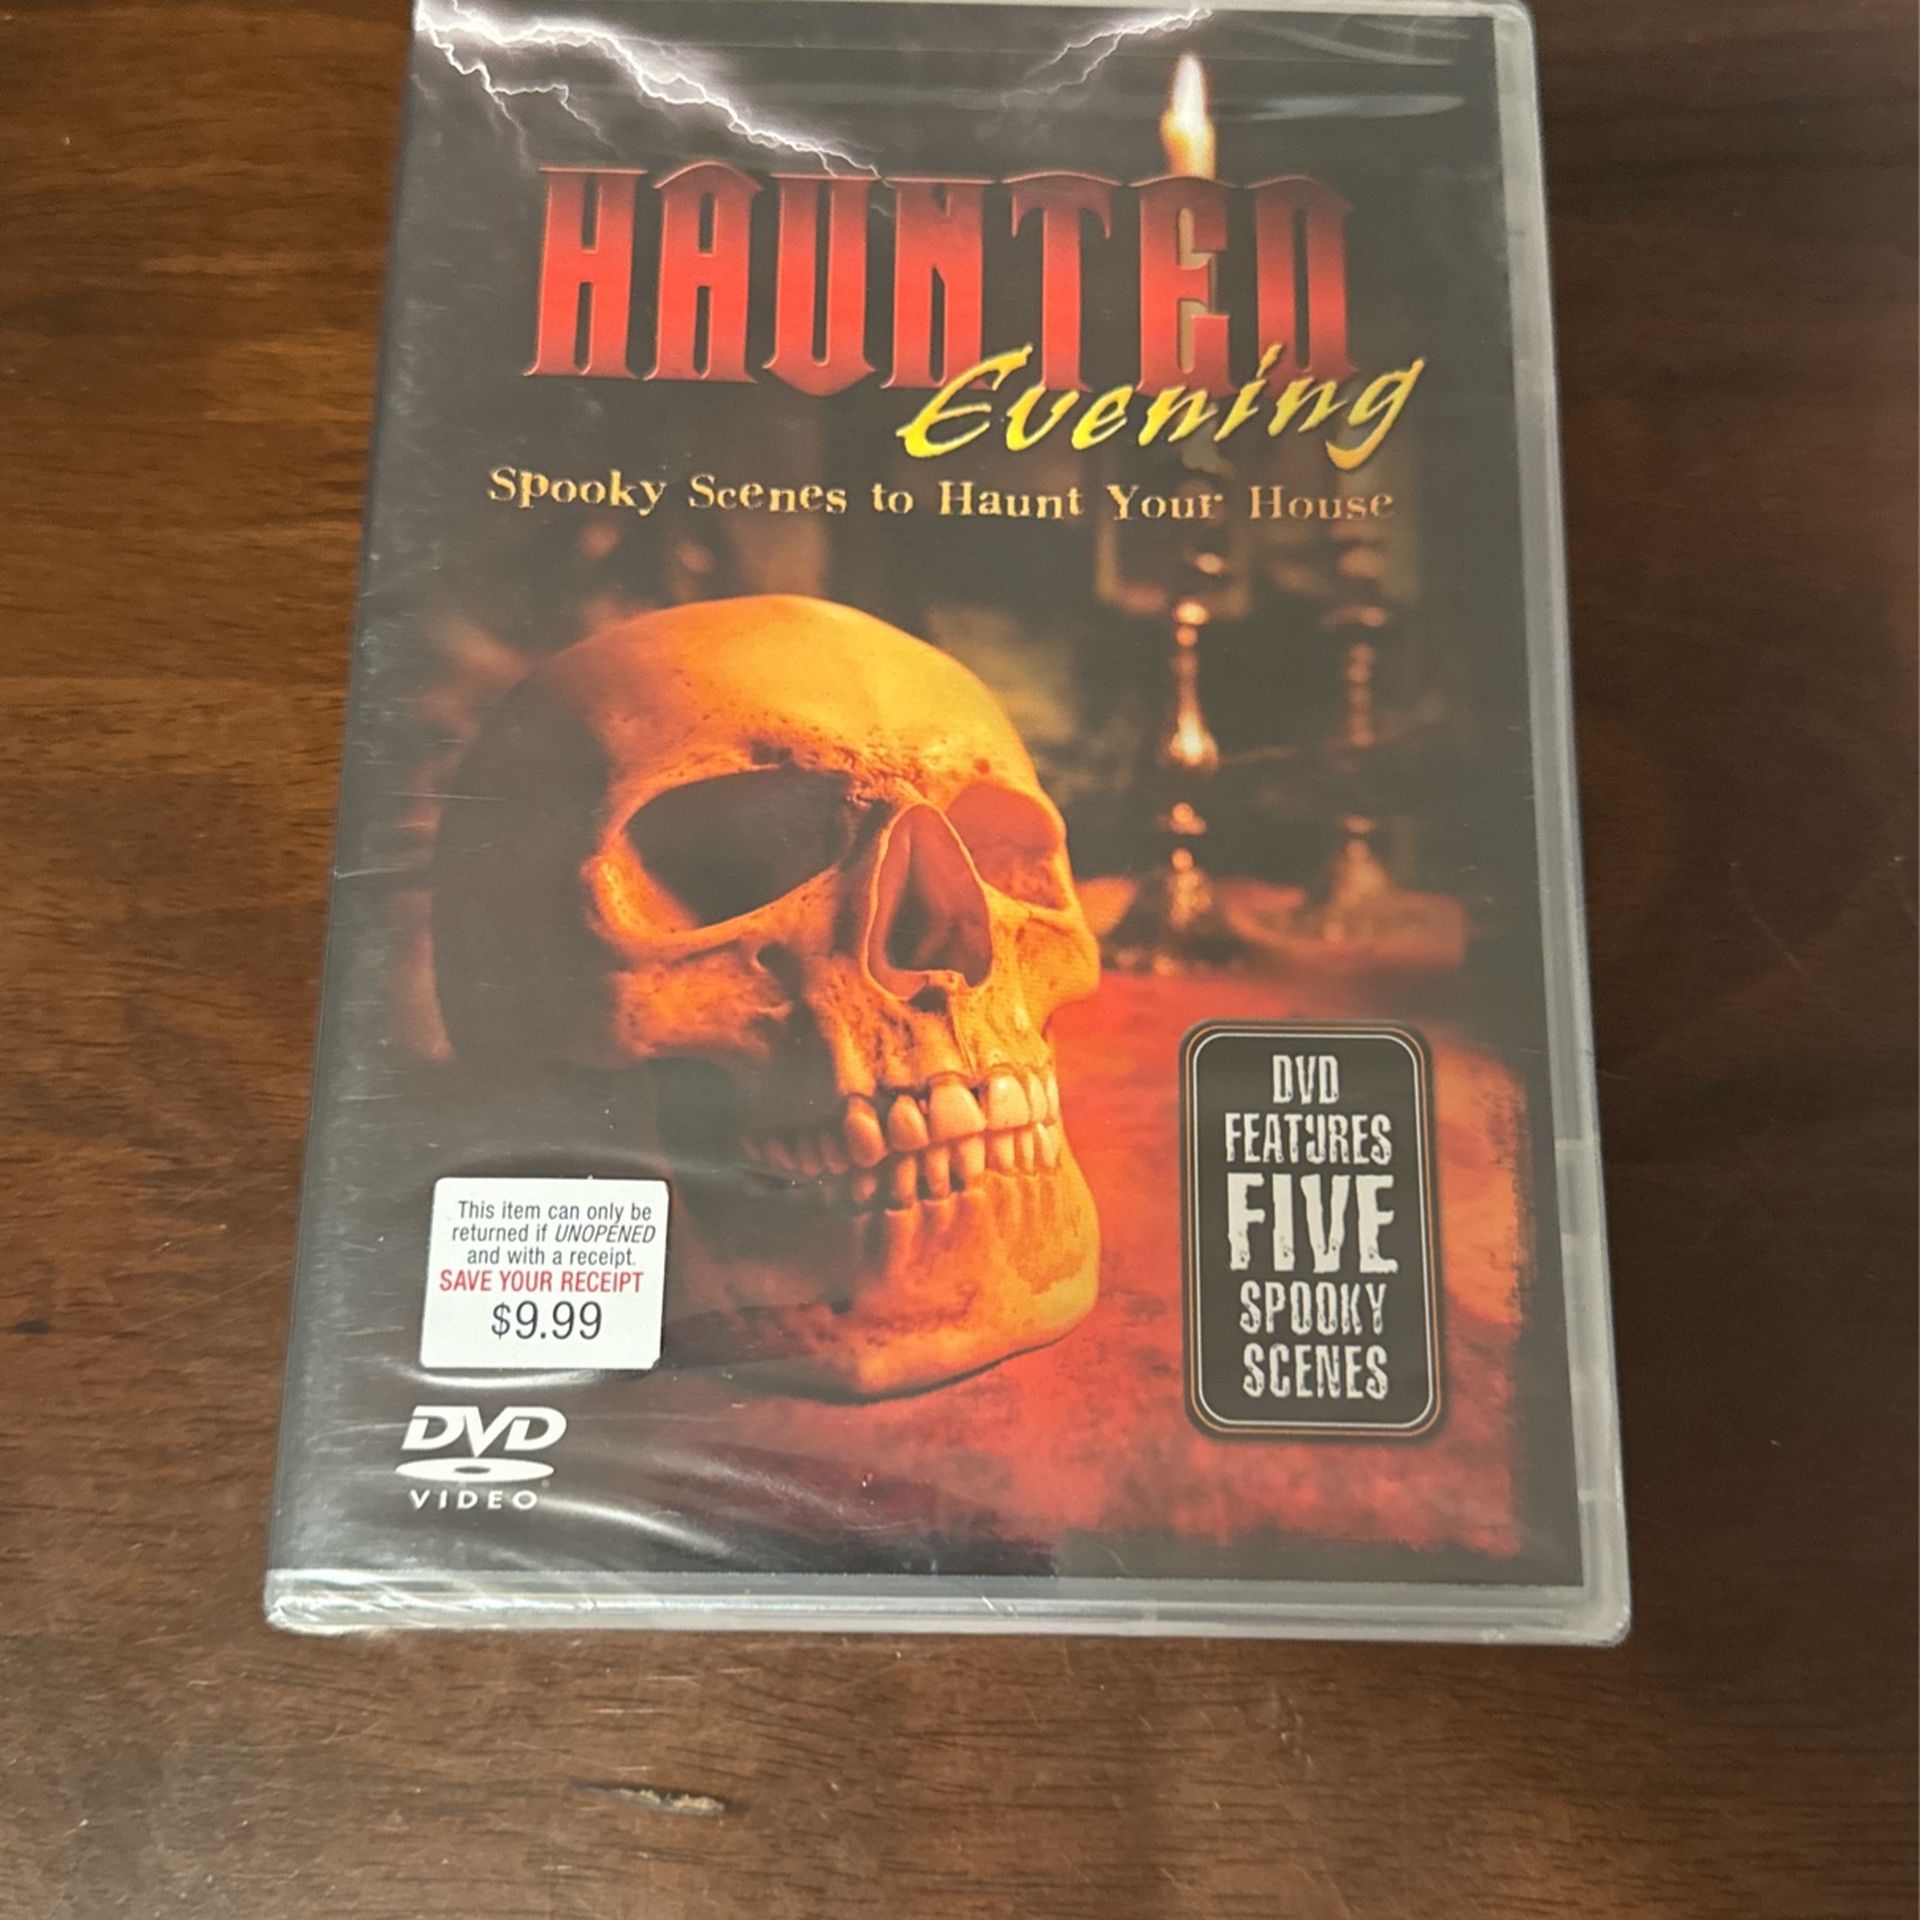 HAUNTED
Evening
Spooky Scenes to Haunt Your House
DVD
FEATURES
FIVE
SPOOKY
SCENES
This item can only be
returned if UNOPENED
and with a receipt.
SAVE YOUR RECEIPT
$9.99
DVD
VIDEO